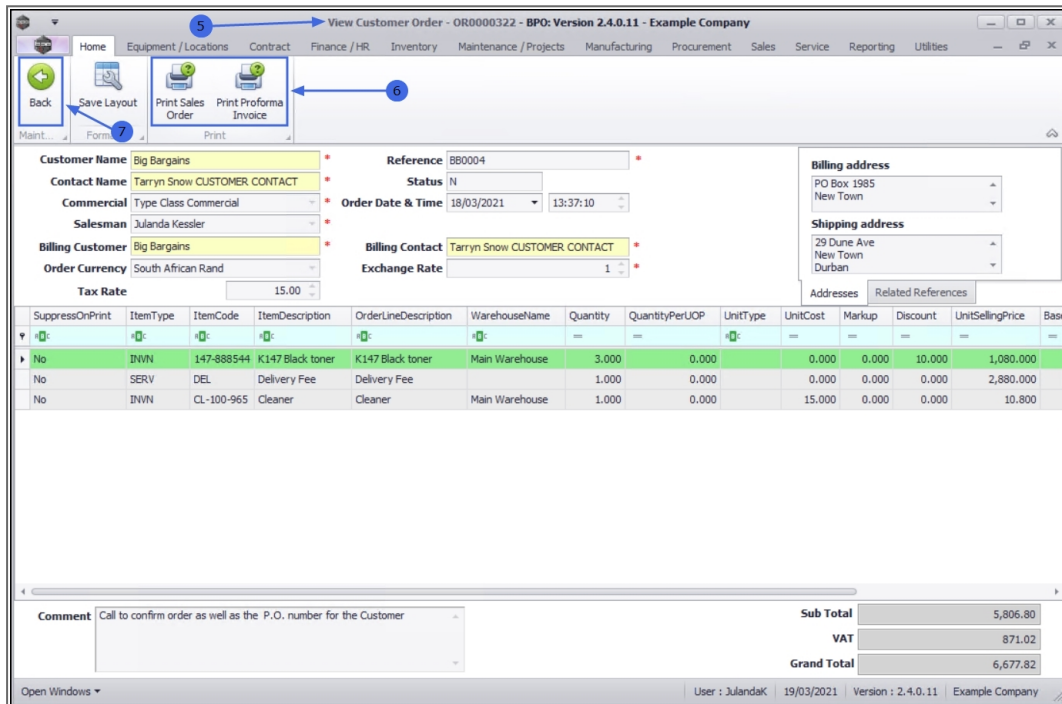 5
View Customer Order - OR0000322 - BPO: Version 2.4.0.11 - Example Company
Home Equipment / Locations Contract Finance / HR Inventory Maintenance / Projects Manufacturing Procurement Sales Service Reporting Utilities
Back Save Layout Print Sales Order Print Proforma Invoice 6
7
Maint... Print
Customer Name Big Bargains * Reference BB0004 *
Contact Name Tarryn Snow CUSTOMER CONTACT * Status N
Commercial Type Class Commercial * Order Date & Time 18/03/2021 13:37:10
Salesman Julanda Kessler *
Billing Customer Big Bargains * Billing Contact Tarryn Snow CUSTOMER CONTACT *
Order Currency South African Rand Exchange Rate 1 *
Tax Rate 15.00
Billing address
PO Box 1985
New Town
Shipping address
29 Dune Ave
New Town
Durban
Addresses Related References
SuppressOnPrint ItemType ItemCode ItemDescription OrderLineDescription WarehouseName Quantity QuantityPerUOP UnitType UnitCost Markup Discount UnitSellingPrice Base
No INVN 147-888544 K147 Black toner K147 Black toner Main Warehouse 3.000 0.000 0.000 0.000 10.000 1,080.000
No SERV DEL Delivery Fee Delivery Fee 1.000 0.000 0.000 0.000 0.000 2,880.000
No INVN CL-100-965 Cleaner Cleaner Main Warehouse 1.000 0.000 15.000 0.000 0.000 10.800
Comment Call to confirm order as well as the P.O. number for the Customer
Sub Total 5,806.80
VAT 871.02
Grand Total 6,677.82
Open Windows User : JulandaK 19/03/2021 Version : 2.4.0.11 Example Company